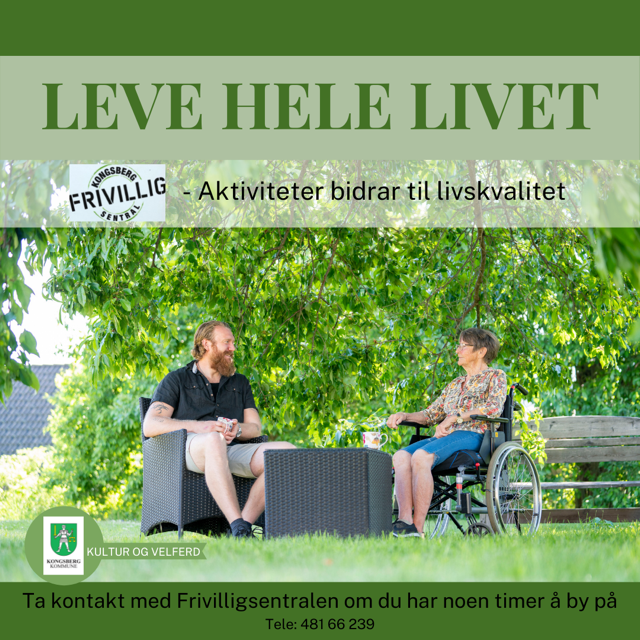 LEVE HELE LIVET
KONGSBERG
FRIVILLIG
SENTRAL
- Aktiviteter bidrar til livskvalitet
KONGSBERG
KOMMUNE
KULTUR OG VELFERD
Ta kontakt med Frivilligsentralen om du har noen timer å by på
Tele: 481 66 239